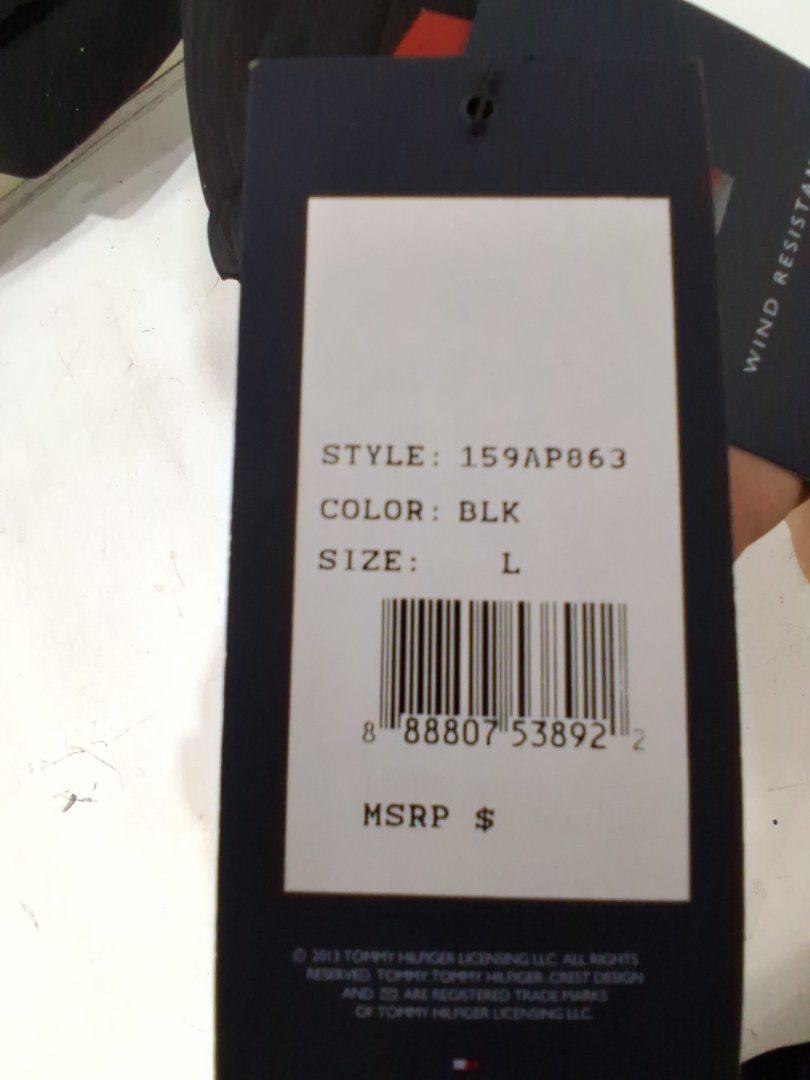 WIND RESISTAN
STYLE: 159AP863
COLOR: BLK
SIZE: L
8 88807 53892 2
MSRP $
© 2013 TOMMY HILFIGER LICENSING LLC. ALL RIGHTS
RESERVED. TOMMY TOMMY HILFIGER. CREST DESIGN
AND ARE REGISTERED TRADE MARKS
OF TOMMY HILFIGER LICENSING LLC.